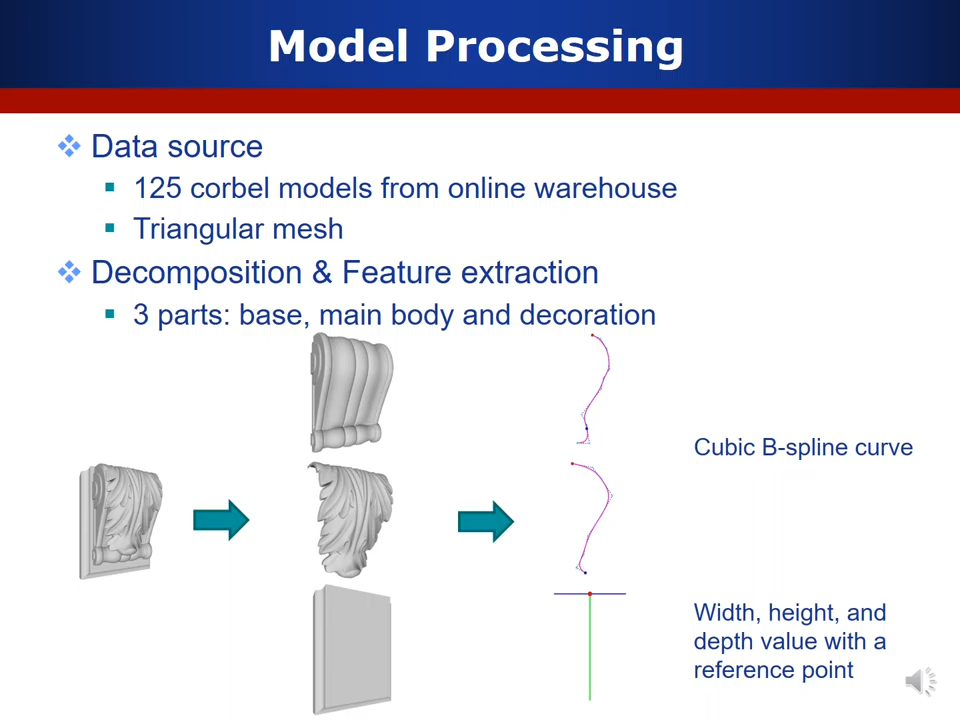 Model Processing
Data source
125 corbel models from online warehouse
Triangular mesh
Decomposition & Feature extraction
3 parts: base, main body and decoration
Cubic B-spline curve
Width, height, and
depth value with a
reference point